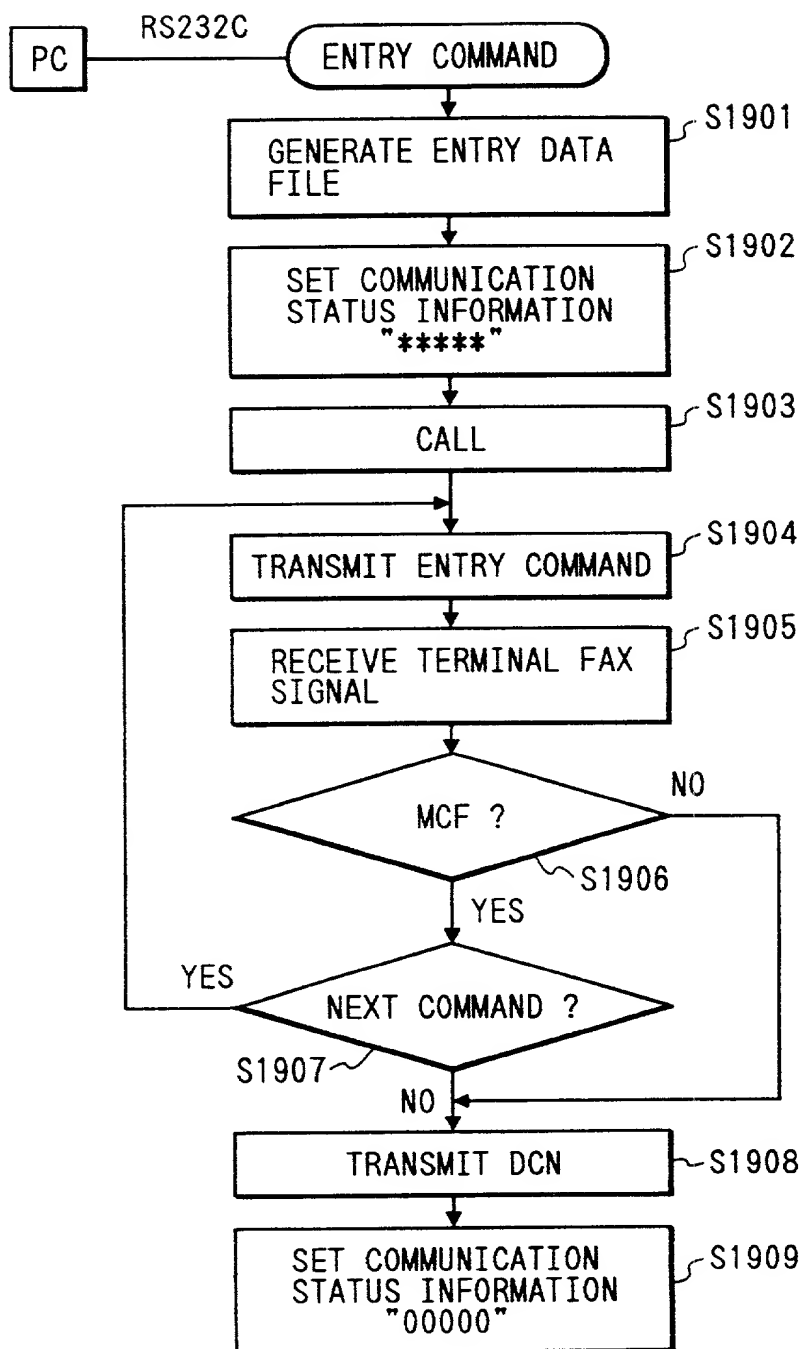 RS232C
PC
ENTRY COMMAND
S1901
GENERATE ENTRY DATA
FILE
S1902
SET COMMUNICATION
STATUS INFORMATION
"*****"
S1903
CALL
S1904
TRANSMIT ENTRY COMMAND
S1905
RECEIVE TERMINAL FAX
SIGNAL
NO
MCF ?
S1906
YES
YES
NEXT COMMAND ?
S1907
NO
TRANSMIT DCN
S1908
SET COMMUNICATION
STATUS INFORMATION
"00000"
S1909